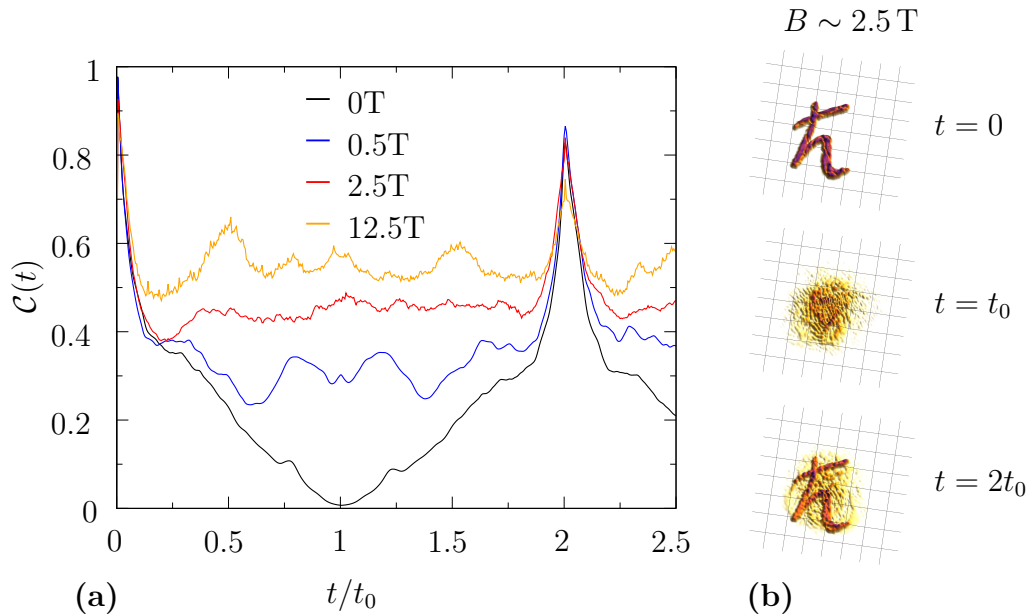 B ∼ 2.5 T
1
0.8
0.6
0.4
0.2
0
C(t)
0T
0.5T
2.5T
12.5T
0 0.5 1 1.5 2 2.5
t/t₀
(a)
ℏ
t = 0
t = t₀
ℏ
t = 2t₀
(b)